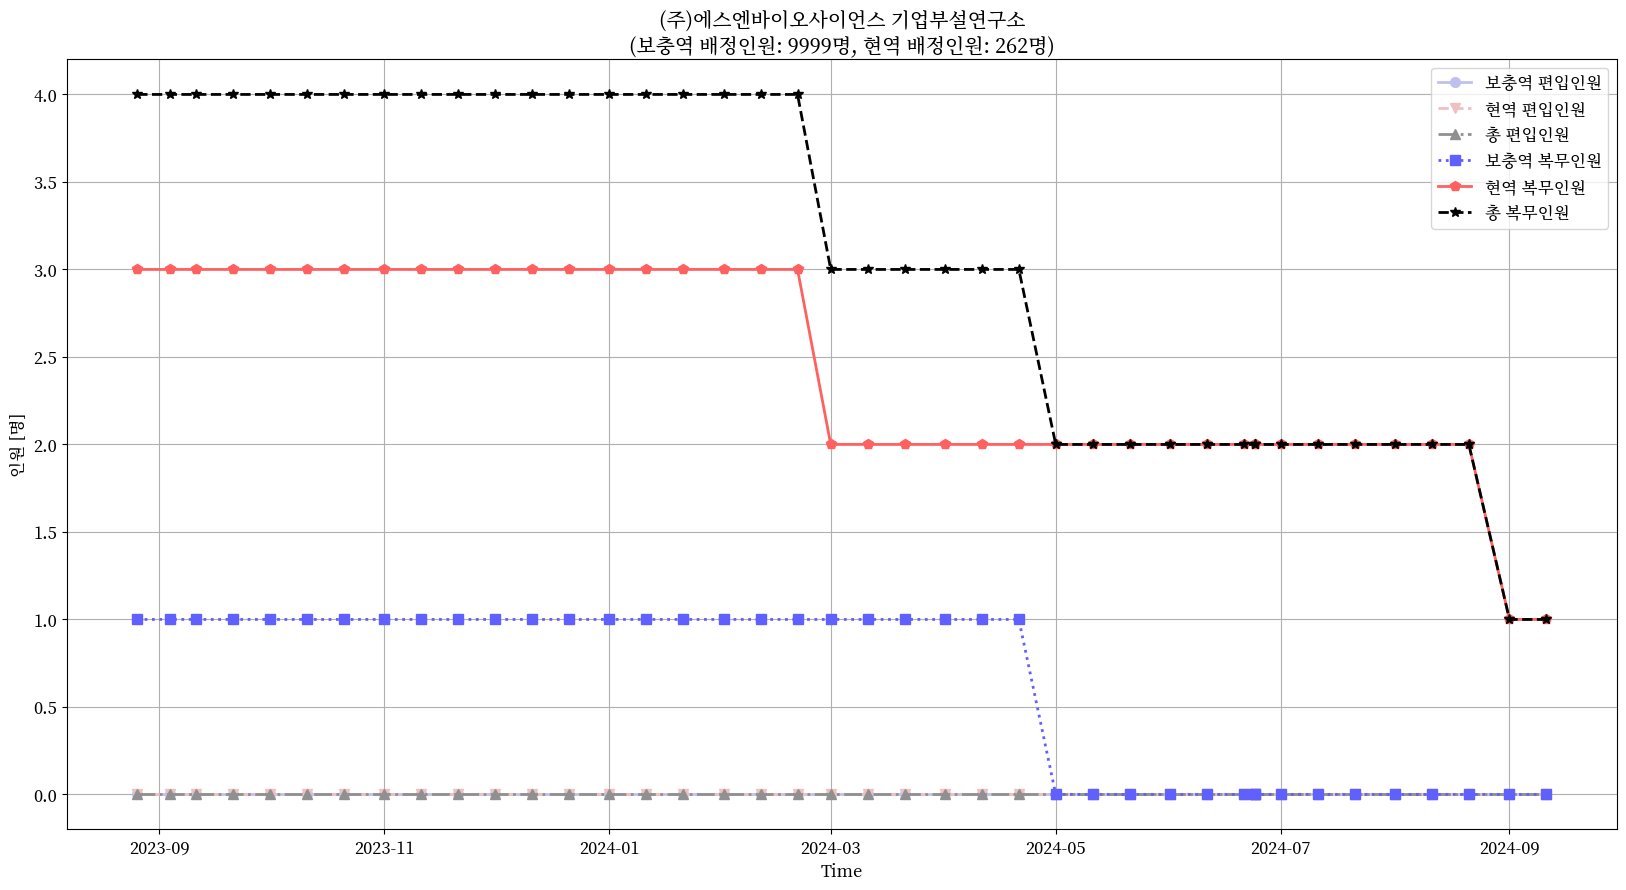 (주)에스엔바이오사이언스 기업부설연구소
(보충역 배정인원: 9999명, 현역 배정인원: 262명)
보충역 편입인원
현역 편입인원
총 편입인원
보충역 복무인원
현역 복무인원
총 복무인원
인원 [명]
4.0
3.5
3.0
2.5
2.0
1.5
1.0
0.5
0.0
2023-09
2023-11
2024-01
2024-03
2024-05
2024-07
2024-09
Time